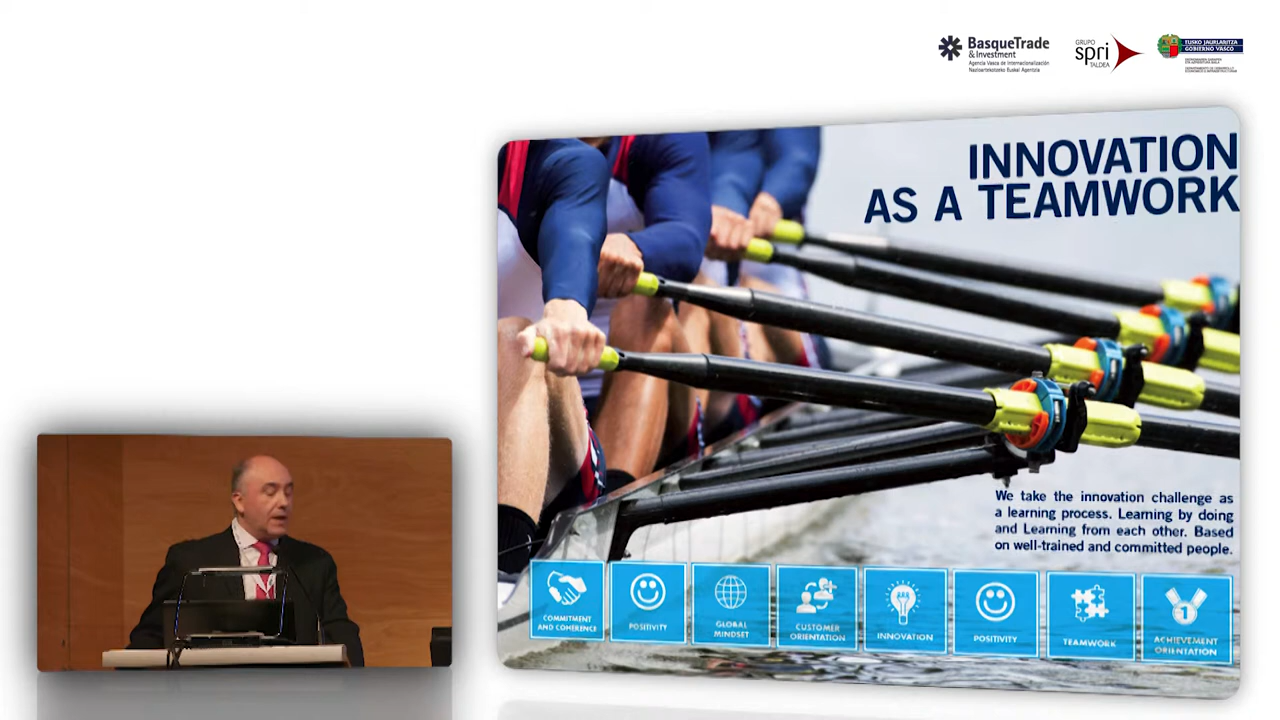 BasqueTrade
& Investment
Agencia Vasca de Internacionalización
Nazioartekotzeko Euskal Agentzia
GRUPO
spri
TALDEA
EUSKO JAURLARITZA
GOBIERNO VASCO
INNOVATION
AS A TEAMWORK
We take the innovation challenge as
a learning process. Learning by doing
and Learning from each other. Based
on well-trained and committed people.
COMMITMENT
AND COHERENCE
POSITIVITY
GLOBAL
MINDSET
CUSTOMER
ORIENTATION
INNOVATION
POSITIVITY
TEAMWORK
1
ACHIEVEMENT
ORIENTATION